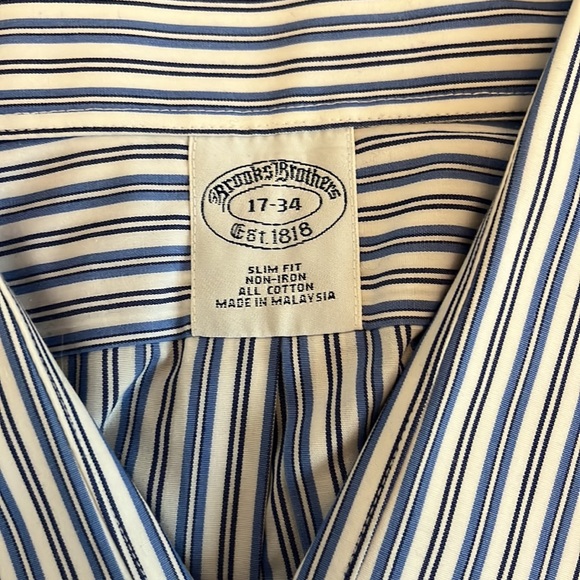 Brooks Brothers
17-34
Est. 1818
SLIM FIT
NON-IRON
ALL COTTON
MADE IN MALAYSIA